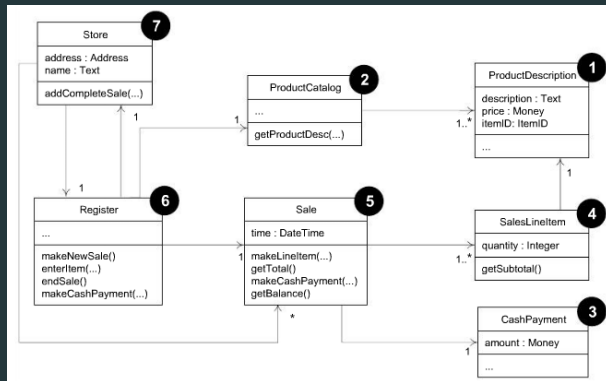 Store
7
address : Address
name : Text
addCompleteSale(...)
ProductCatalog
2
...
getProductDesc(...)
ProductDescription
1
description : Text
price : Money
itemID: ItemID
...
1
1
1..*
1
1
Register
6
...
makeNewSale()
enterItem(...)
endSale()
makeCashPayment(...)
Sale
5
time : DateTime
makeLineItem(...)
getTotal()
makeCashPayment(...)
getBalance()
SalesLineItem
4
quantity : Integer
getSubtotal()
1
1..*
*
CashPayment
3
amount : Money
...
1